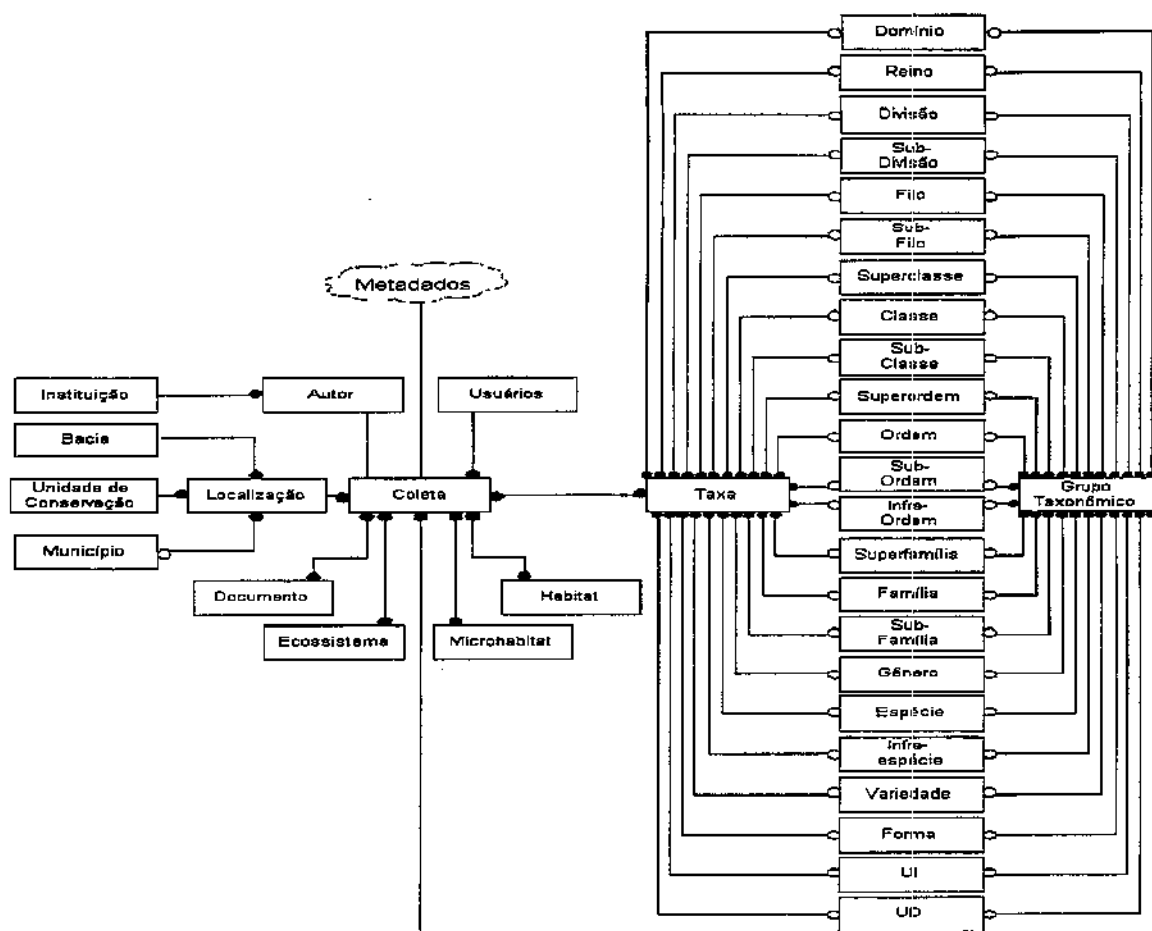 Metadados
Instituição
Autor
Usuários
Bacia
Unidade de
Conservação
Localização
Coleta
Município
Documento
Habitat
Ecossistema
Microhabitat
Taxa
Domínio
Reino
Divisão
Sub-
Divisão
Filo
Sub-
Filo
Superclasse
Classe
Sub-
Classe
Superordem
Ordem
Sub-
Ordem
Infra-
Ordem
Superfamília
Família
Sub-
Família
Gênero
Espécie
Infra-
espécie
Variedade
Forma
UI
UD
Grupo
Taxonômico